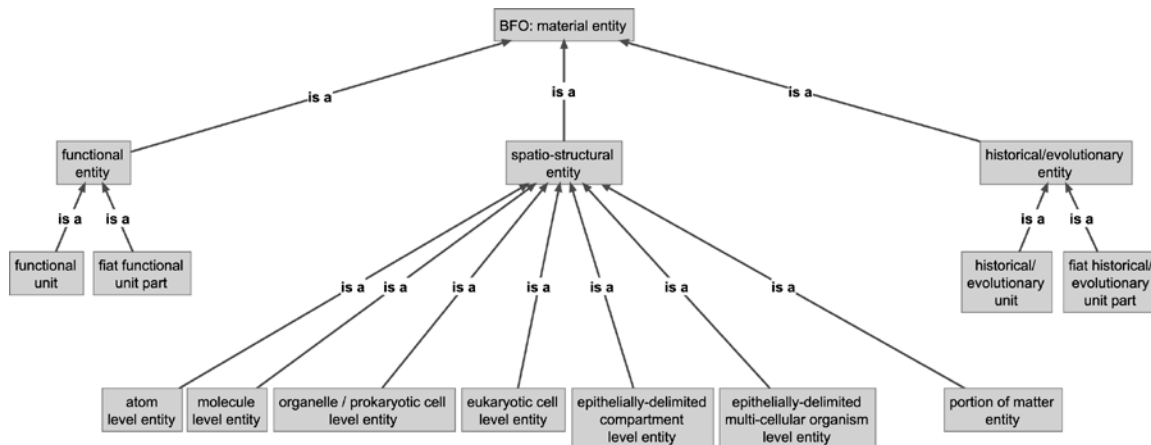 BFO: material entity
is a
is a
is a
functional
entity
spatio-structural
entity
historical/evolutionary
entity
is a
is a
is a
is a
functional
unit
fiat functional
unit part
historical/
evolutionary
unit
fiat historical/
evolutionary
unit part
is a
is a
is a
is a
is a
is a
is a
atom
level entity
molecule
level entity
organelle / prokaryotic cell
level entity
eukaryotic cell
level entity
epithelially-delimited
compartment
level entity
epithelially-delimited
multi-cellular organism
level entity
portion of matter
entity